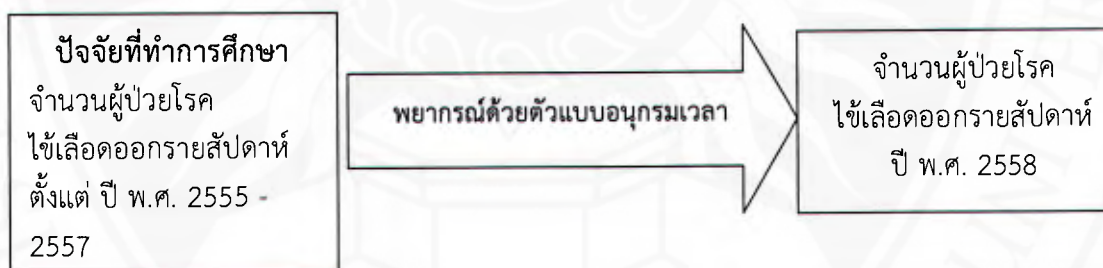 ปัจจัยที่ทำการศึกษา
จำนวนผู้ป่วยโรค
ไข้เลือดออกรายสัปดาห์
ตั้งแต่ ปี พ.ศ. 2555 -
2557
พยากรณ์ด้วยตัวแบบอนุกรมเวลา
จำนวนผู้ป่วยโรค
ไข้เลือดออกรายสัปดาห์
ปี พ.ศ. 2558